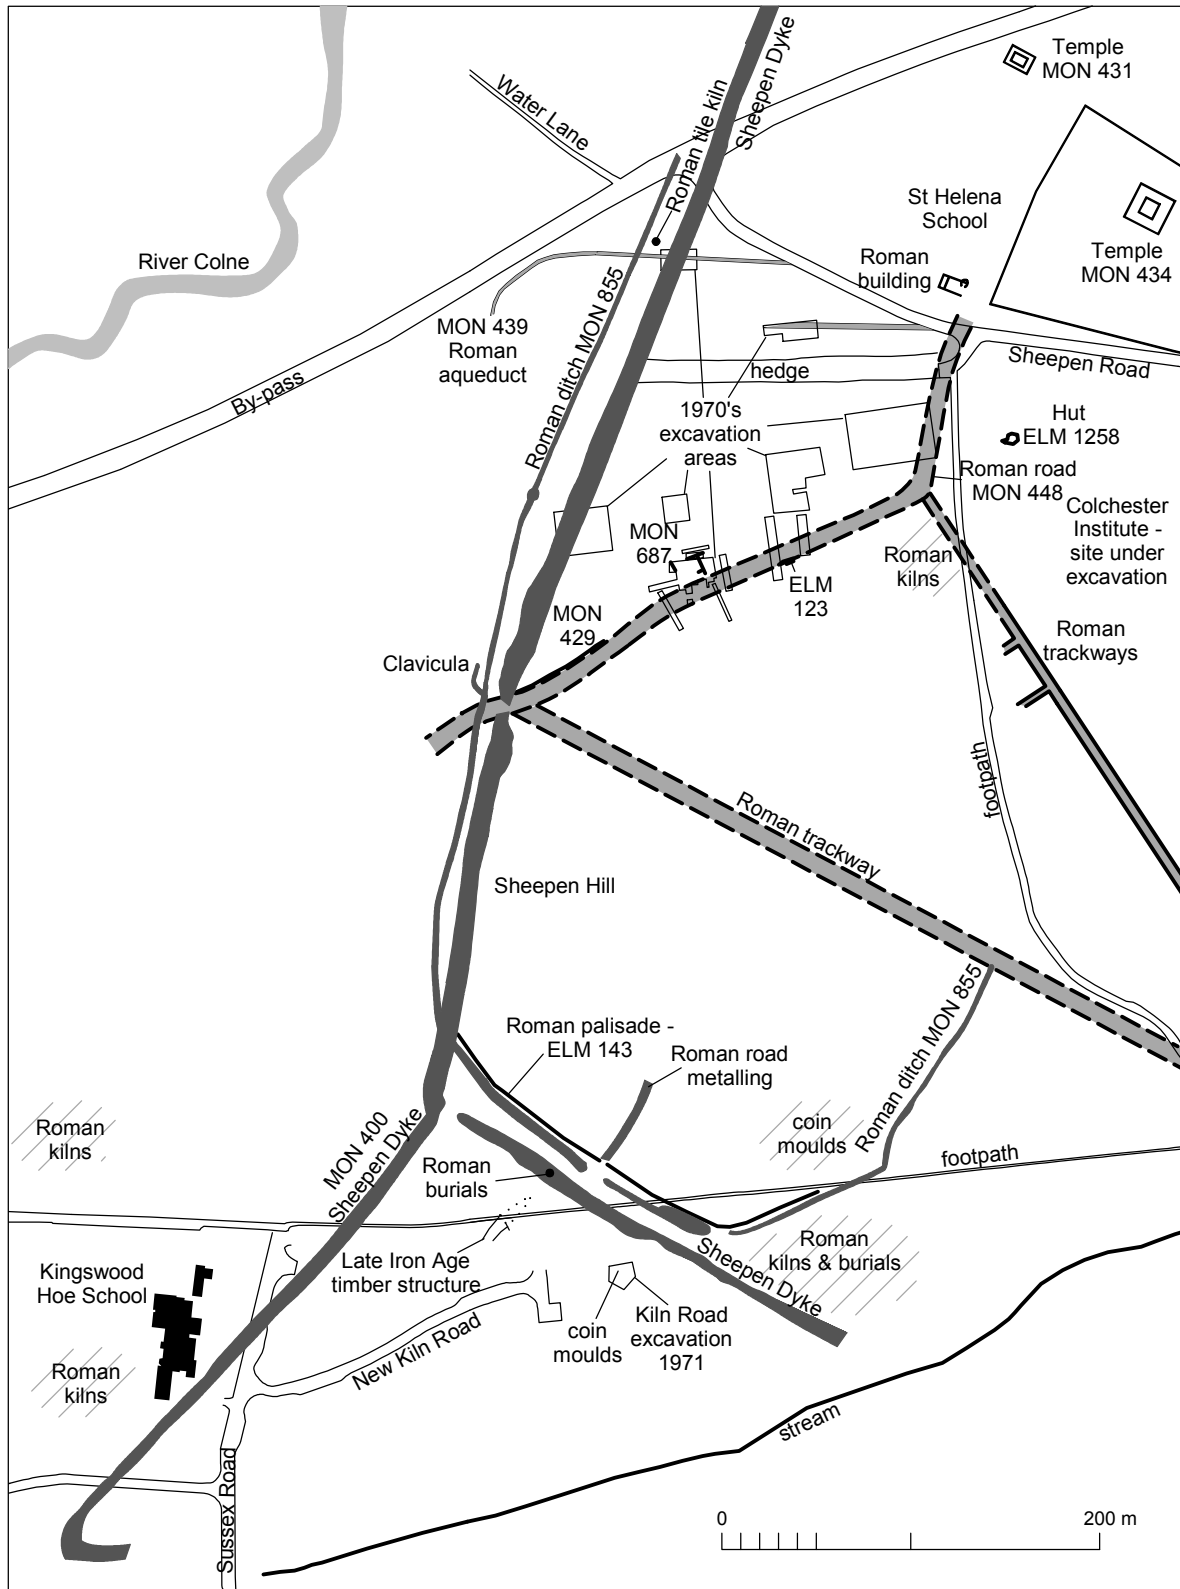 Temple
MON 431
Sheepen Dyke
Water Lane
Roman tile kiln
St Helena
School
River Colne
Roman
building
Temple
MON 434
Roman ditch MON 855
MON 439
Roman
aqueduct
Sheepen Road
By-pass
hedge
1970's
excavation
areas
Hut
ELM 1258
Roman road
MON 448
Colchester
Institute -
site under
excavation
MON
687
Roman
kilns
ELM
123
MON
429
Roman
trackways
Clavicula
footpath
Roman trackway
Sheepen Hill
Roman ditch MON 855
Roman palisade -
ELM 143
Roman road
metalling
coin
moulds
Roman
kilns
MON 400
Sheepen Dyke
footpath
Roman
burials
Late Iron Age
timber structure
Sheepen Dyke
Roman
kilns & burials
Kingswood
Hoe School
coin
moulds
Kiln Road
excavation
1971
New Kiln Road
Roman
kilns
stream
Sussex Road
0
200 m